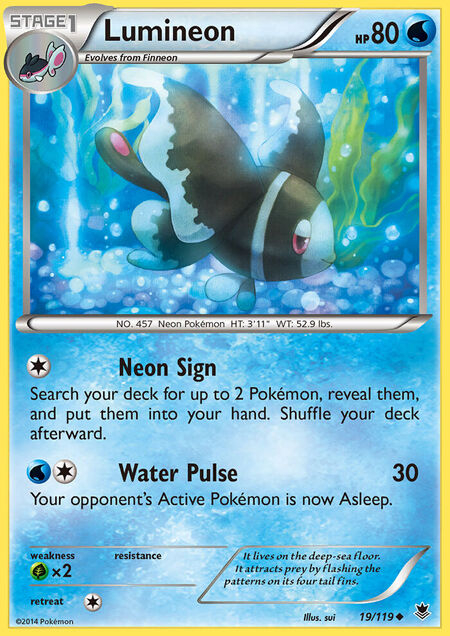 STAGE1
Lumineon
HP80
Evolves from Finneon
NO. 457 Neon Pokémon HT: 3'11" WT: 52.9 lbs.
Neon Sign
Search your deck for up to 2 Pokémon, reveal them,
and put them into your hand. Shuffle your deck
afterward.
Water Pulse 30
Your opponent's Active Pokémon is now Asleep.
weakness resistance
×2
retreat
It lives on the deep-sea floor.
It attracts prey by flashing the
patterns on its four tail fins.
©2014 Pokémon
Illus. sui 19/119